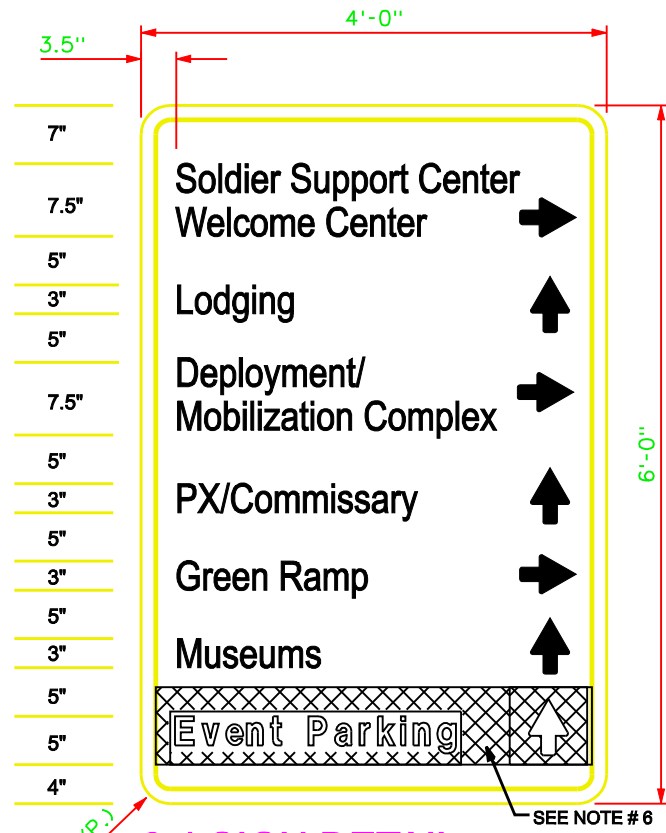 4'-0"
3.5"
7"
Soldier Support Center
7.5"
Welcome Center
5"
3"
Lodging
5"
Deployment/
7.5"
Mobilization Complex
6'-0"
5"
3"
PX/Commissary
5"
3"
Green Ramp
5"
3"
Museums
5"
5"
Event Parking
4"
SEE NOTE # 6